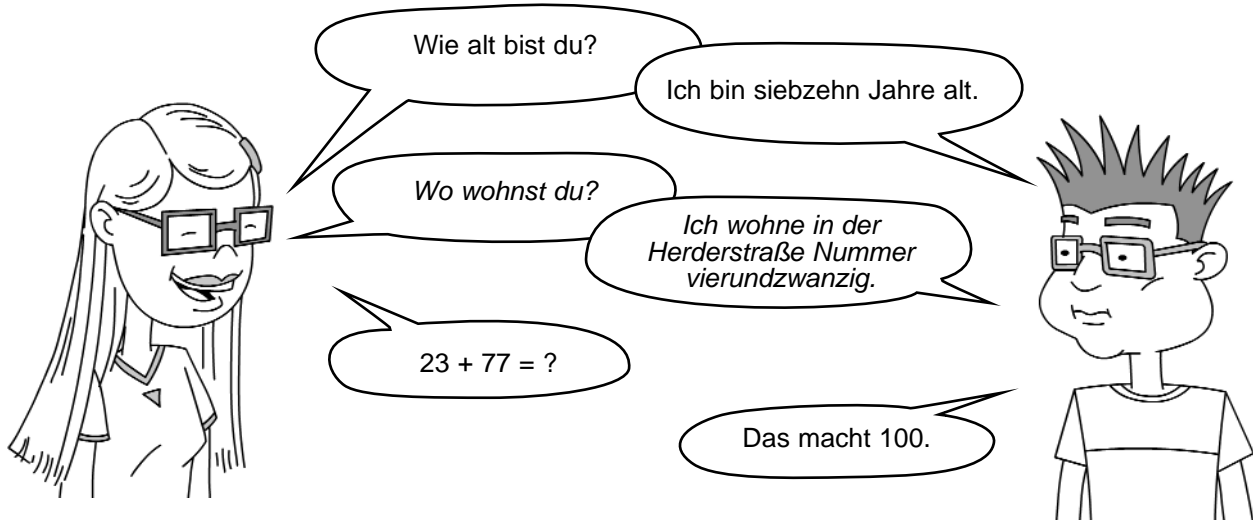 Wie alt bist du?
Ich bin siebzehn Jahre alt.
Wo wohnst du?
Ich wohne in der
Herderstraße Nummer
vierundzwanzig.
23 + 77 = ?
Das macht 100.